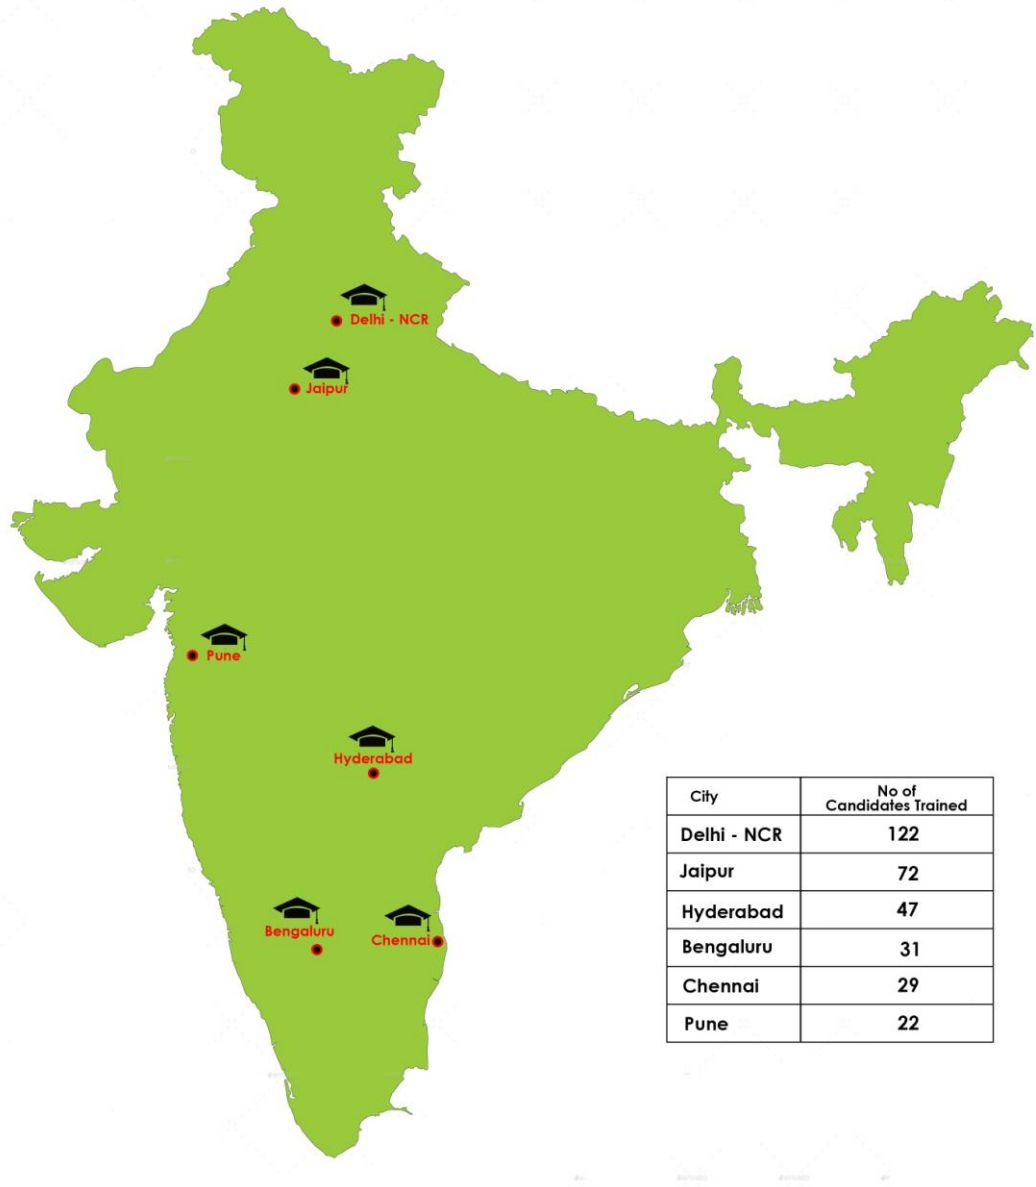 Delhi - NCR
Jaipur
Pune
Hyderabad
Bengaluru
Chennai
City
No of
Candidates Trained
Delhi - NCR
122
Jaipur
72
Hyderabad
47
Bengaluru
31
Chennai
29
Pune
22